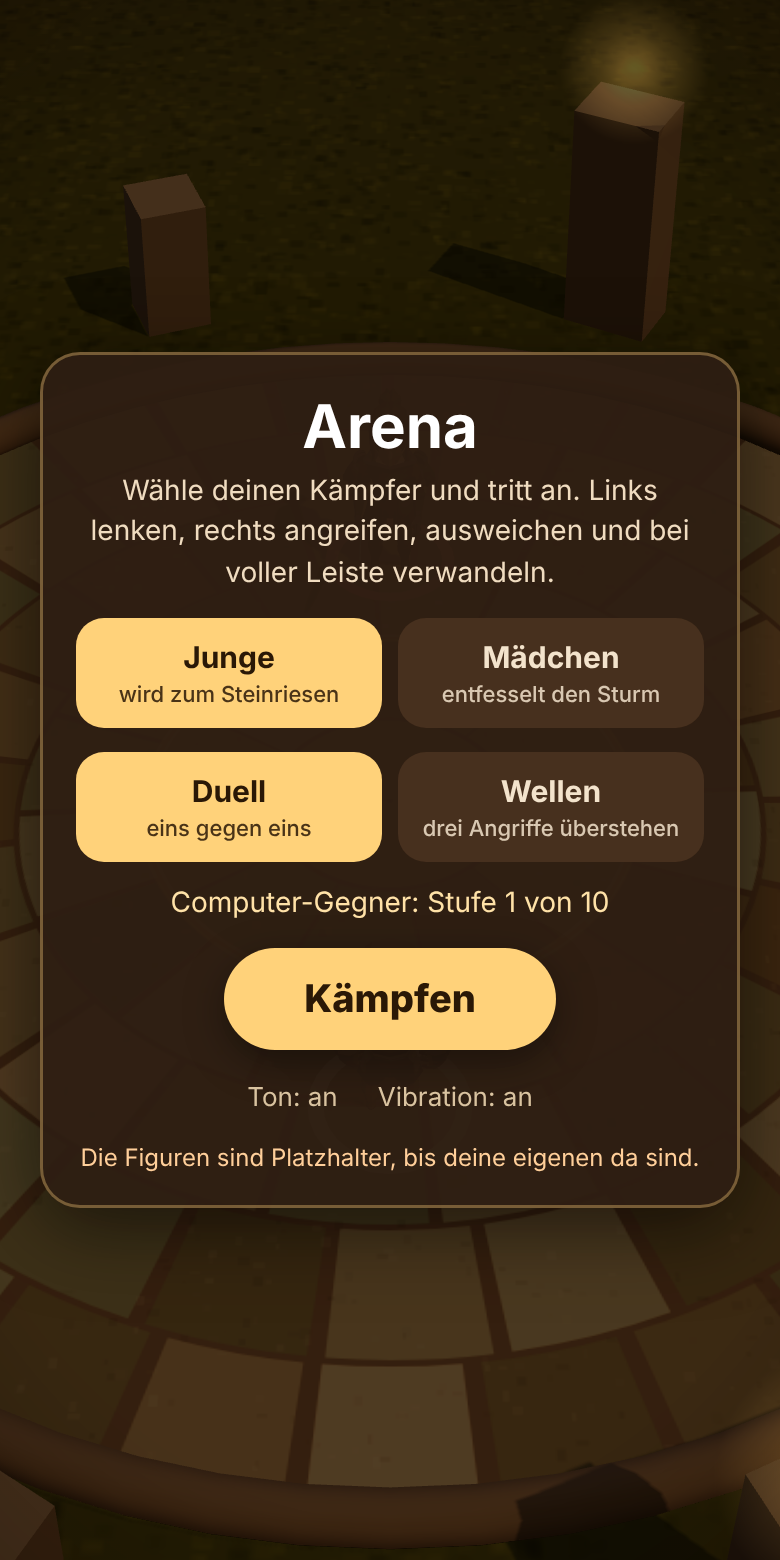 Arena
Wähle deinen Kämpfer und tritt an. Links
lenken, rechts angreifen, ausweichen und bei
voller Leiste verwandeln.
Junge
wird zum Steinriesen
Mädchen
entfesselt den Sturm
Duell
eins gegen eins
Wellen
drei Angriffe überstehen
Computer-Gegner: Stufe 1 von 10
Kämpfen
Ton: an Vibration: an
Die Figuren sind Platzhalter, bis deine eigenen da sind.